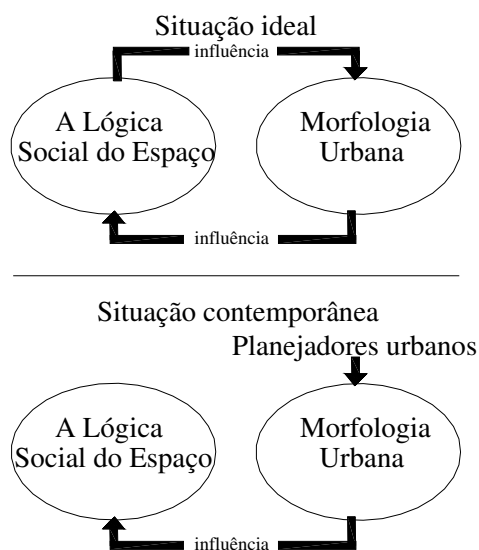 Situação ideal
influência
A Lógica
Social do Espaço
Morfologia
Urbana
influência
Situação contemporânea
Planejadores urbanos
A Lógica
Social do Espaço
Morfologia
Urbana
influência